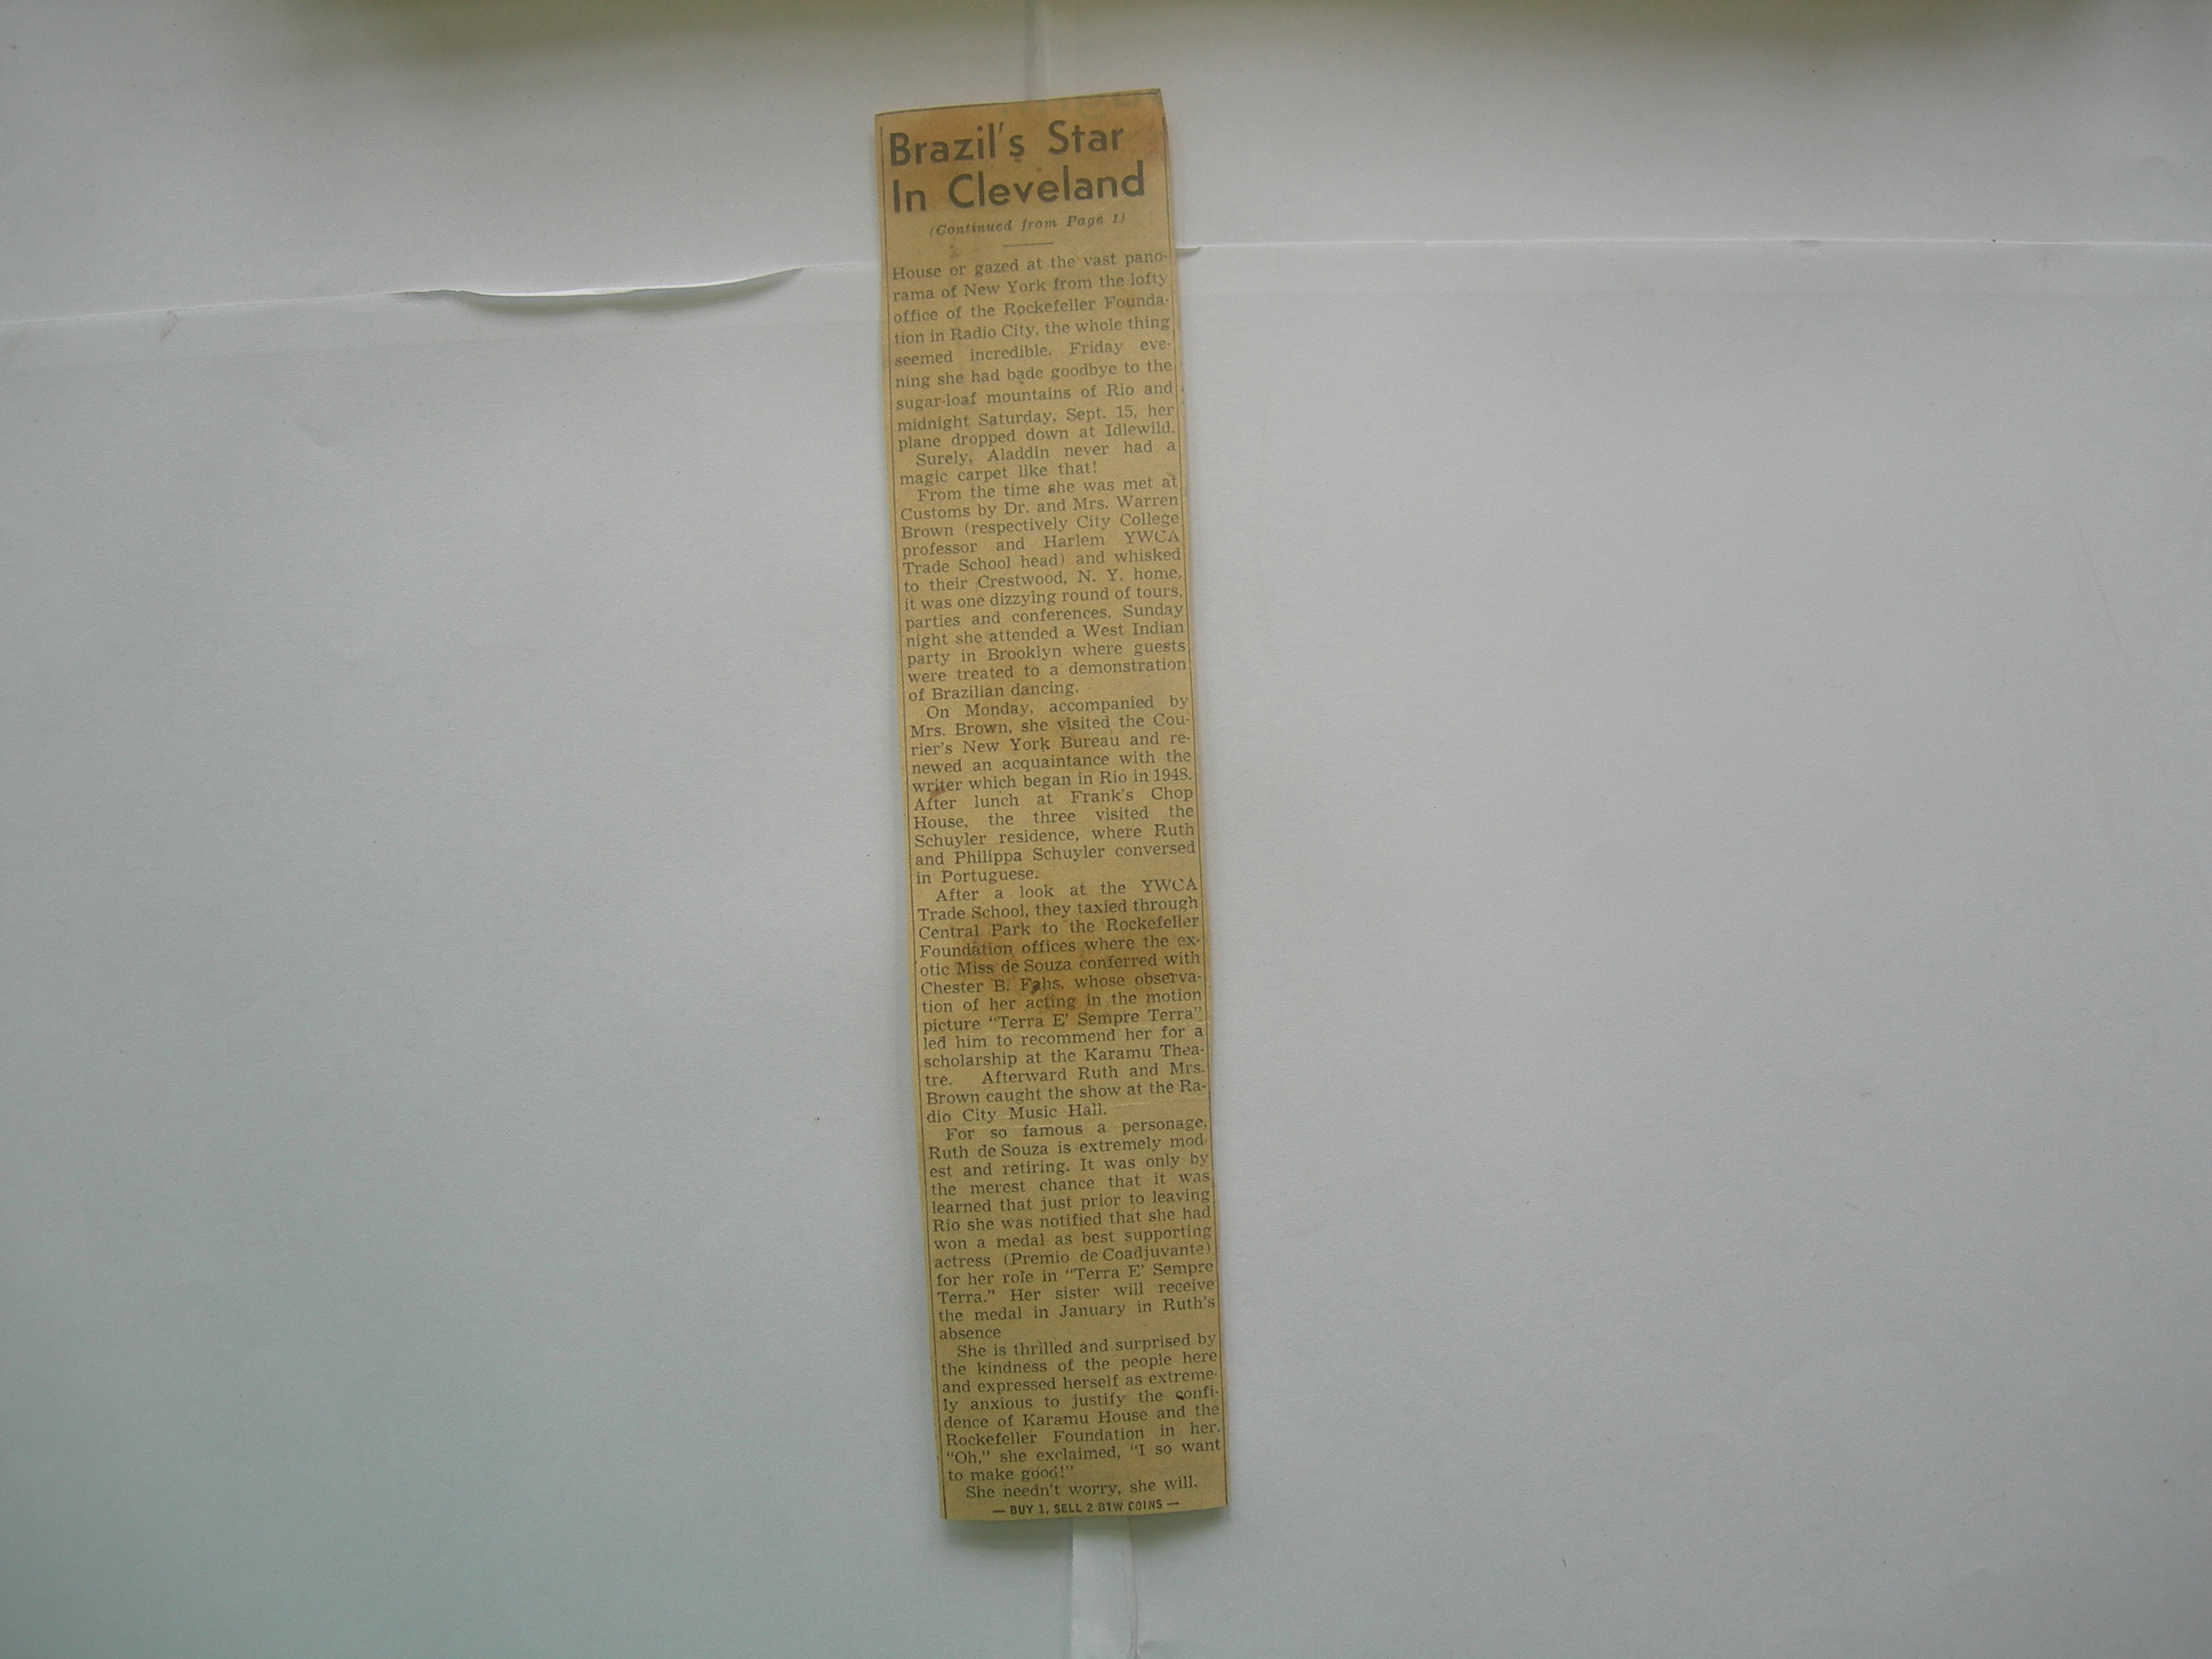 Brazil's Star
In Cleveland
(Continued from Page 1)
House or gazed at the vast pano-
rama of New York from the lofty
office of the Rockefeller Founda-
tion in Radio City, the whole thing
seemed incredible. Friday eve-
ning she had bade goodbye to the
sugar-loaf mountains of Rio and
midnight Saturday, Sept. 15, her
plane dropped down at Idlewild.
Surely, Aladdin never had a
magic carpet like that!
From the time she was met at
Customs by Dr. and Mrs. Warren
Brown (respectively City College
professor and Harlem YWCA
Trade School head) and whisked
to their Crestwood, N. Y. home,
it was one dizzying round of tours,
parties and conferences. Sunday
night she attended a West Indian
party in Brooklyn where guests
were treated to a demonstration
of Brazilian dancing.
On Monday, accompanied by
Mrs. Brown, she visited the Cou-
rier's New York Bureau and re-
newed an acquaintance with the
writer which began in Rio in 1948.
After lunch at Frank's Chop
House, the three visited the
Schuyler residence, where Ruth
and Philippa Schuyler conversed
in Portuguese.
After a look at the YWCA
Trade School, they taxied through
Central Park to the Rockefeller
Foundation offices where the ex-
otic Miss de Souza conferred with
Chester B. Fahs, whose observa-
tion of her acting in the motion
picture "Terra E' Sempre Terra"
led him to recommend her for a
scholarship at the Karamu Thea-
tre. Afterward Ruth and Mrs.
Brown caught the show at the Ra-
dio City Music Hall.
For so famous a personage,
Ruth de Souza is extremely mod-
est and retiring. It was only by
the merest chance that it was
learned that just prior to leaving
Rio she was notified that she had
won a medal as best supporting
actress (Premio de Coadjuvante)
for her role in "Terra E' Sempre
Terra." Her sister will receive
the medal in January in Ruth's
absence
She is thrilled and surprised by
the kindness of the people here
and expressed herself as extreme-
ly anxious to justify the confi-
dence of Karamu House and the
Rockefeller Foundation in her.
"Oh," she exclaimed, "I so want
to make good!"
She needn't worry, she will.
— BUY 1, SELL 2 BTW COINS —